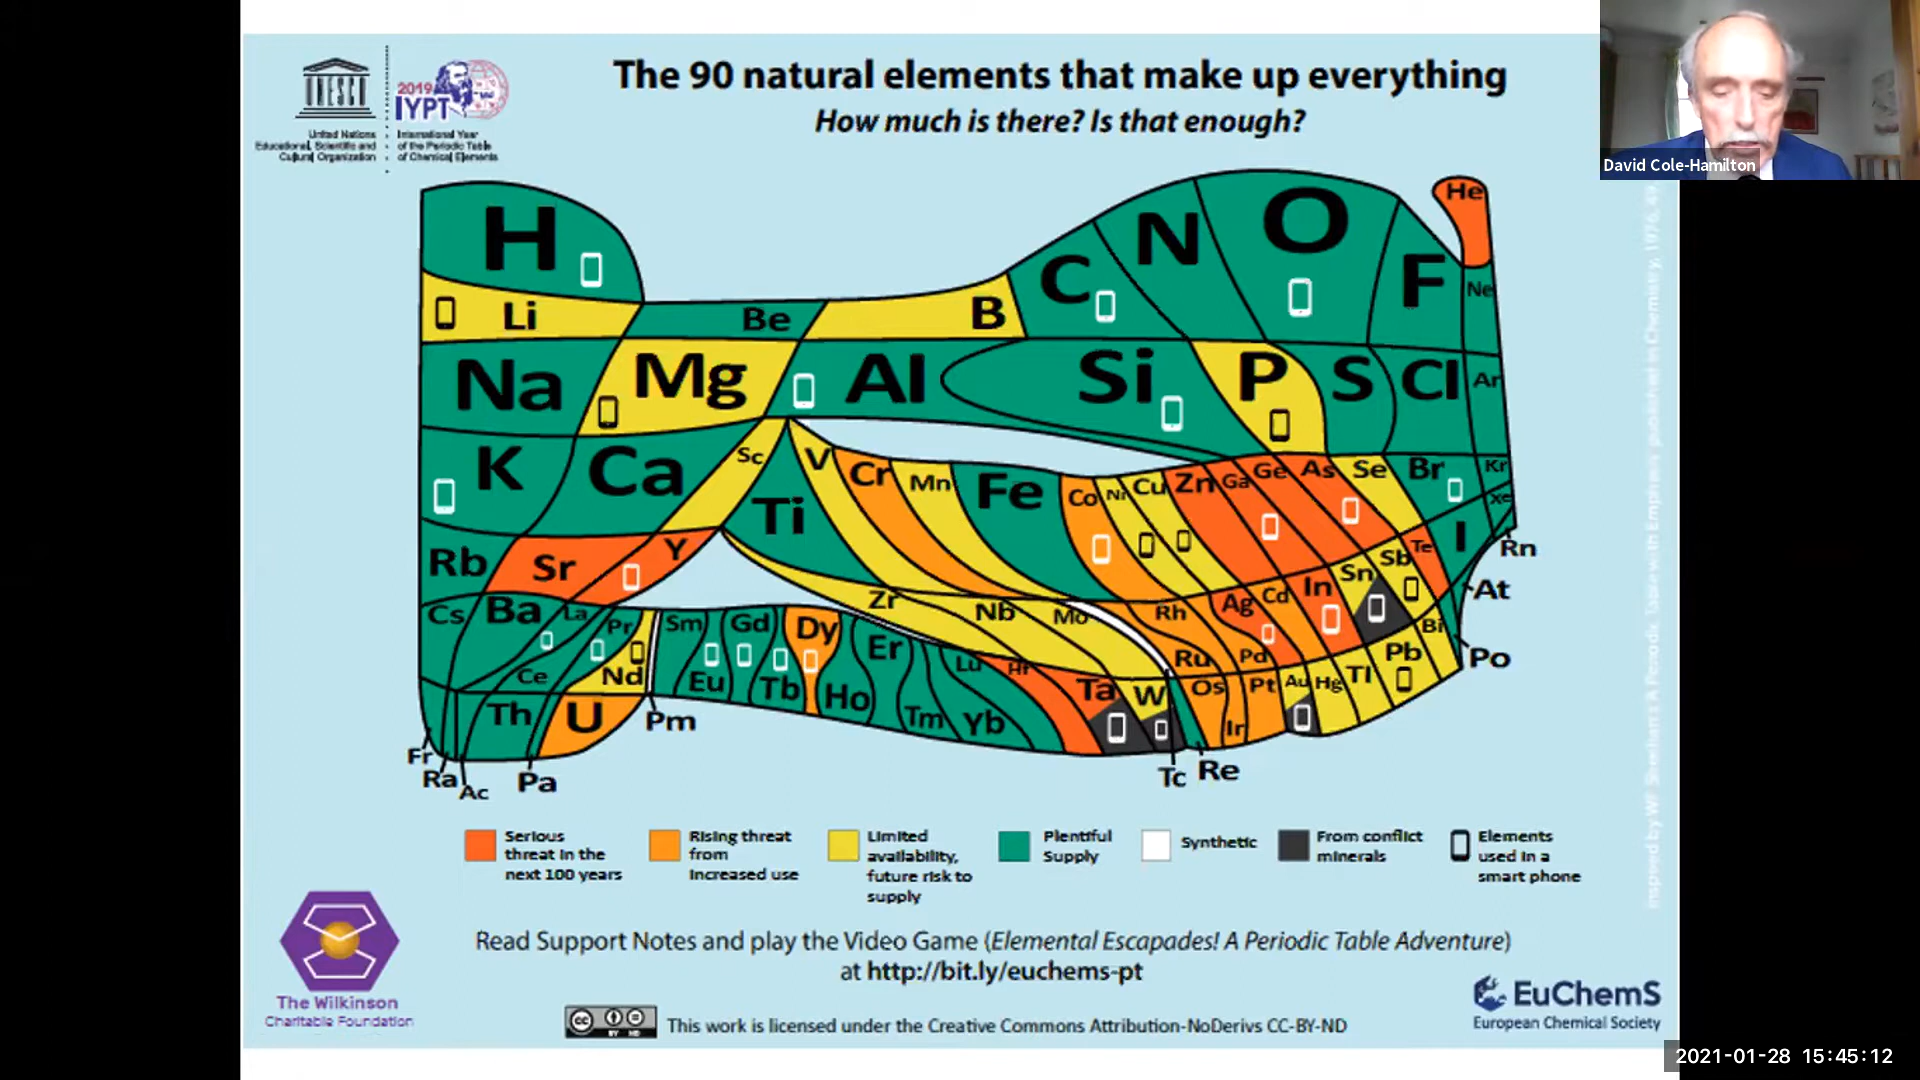 The 90 natural elements that make up everything
How much is there? Is that enough?
UNESCO
United Nations
Educational, Scientific and
Cultural Organization
2019
IYPT
International Year
of the Periodic Table
of Chemical Elements
David Cole-Hamilton
H
He
Li
Be
B
C
N
O
F
Ne
Na
Mg
Al
Si
P
S
Cl
Ar
K
Ca
Sc
Ti
V
Cr
Mn
Fe
Co
Ni
Cu
Zn
Ga
Ge
As
Se
Br
Kr
Rb
Sr
Y
Zr
Nb
Mo
Rh
Ru
Ag
Pd
Cd
In
Sn
Sb
Te
I
Xe
Rn
At
Po
Cs
Ba
La
Ce
Pr
Nd
Pm
Sm
Eu
Gd
Tb
Dy
Ho
Er
Tm
Yb
Lu
Hf
Ta
W
Tc
Re
Os
Ir
Pt
Au
Hg
Tl
Pb
Bi
Fr
Ra
Ac
Th
Pa
U
Serious
threat in the
next 100 years
Rising threat
from
increased use
Limited
availability,
future risk to
supply
Plentiful
Supply
Synthetic
From conflict
minerals
Elements
used in a
smart phone
Read Support Notes and play the Video Game (Elemental Escapades! A Periodic Table Adventure)
at http://bit.ly/euchems-pt
The Wilkinson
Charitable Foundation
cc BY ND
This work is licensed under the Creative Commons Attribution-NoDerivs CC-BY-ND
EuChemS
European Chemical Society
2021-01-28 15:45:12